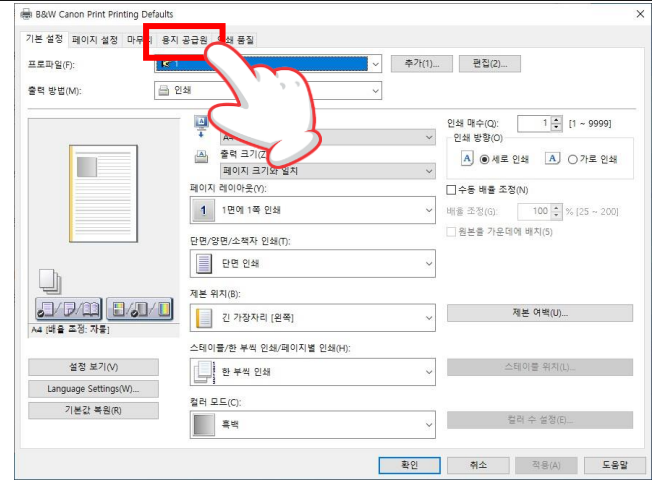 B&W Canon Print Printing Defaults
기본 설정 페이지 설정 용지 공급원 품질
프로파일(F):
1
추가(1)... 편집(2)...
출력 방법(M):
인쇄
인쇄 매수(Q): 1 [1 ~ 9999]
인쇄 방향(O)
A 세로 인쇄 A 가로 인쇄
출력 크기(Z)
페이지 크기와 일치
수동 배율 조정(N)
배율 조정(G): 100 % [25 ~ 200]
원본을 가운데에 배치(5)
페이지 레이아웃(Y):
1 1면에 1쪽 인쇄
단면/양면/소책자 인쇄(T):
단면 인쇄
제본 위치(B):
긴 가장자리 [왼쪽]
제본 여백(U)...
A4 [배율 조정: 자동]
스테이플/한 부씩 인쇄/페이지별 인쇄(H):
한 부씩 인쇄
스테이플 위치(L)...
설정 보기(V)
Language Settings(W)...
기본값 복원(R)
컬러 모드(C):
흑백
컬러 수 설정(E)...
확인 취소 적용(A) 도움말